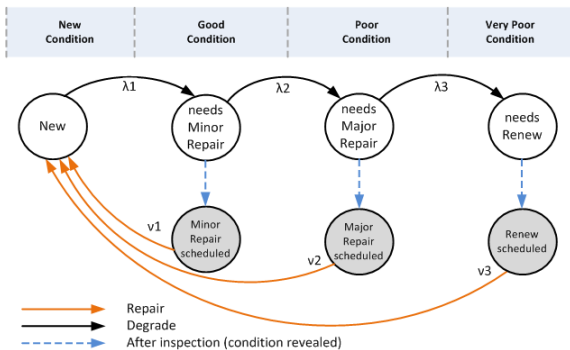 New
Condition
Good
Condition
Poor
Condition
Very Poor
Condition
λ1
λ2
λ3
New
needs
Minor
Repair
needs
Major
Repair
needs
Renew
v1
Minor
Repair
scheduled
v2
Major
Repair
scheduled
v3
Renew
scheduled
Repair
Degrade
After inspection (condition revealed)